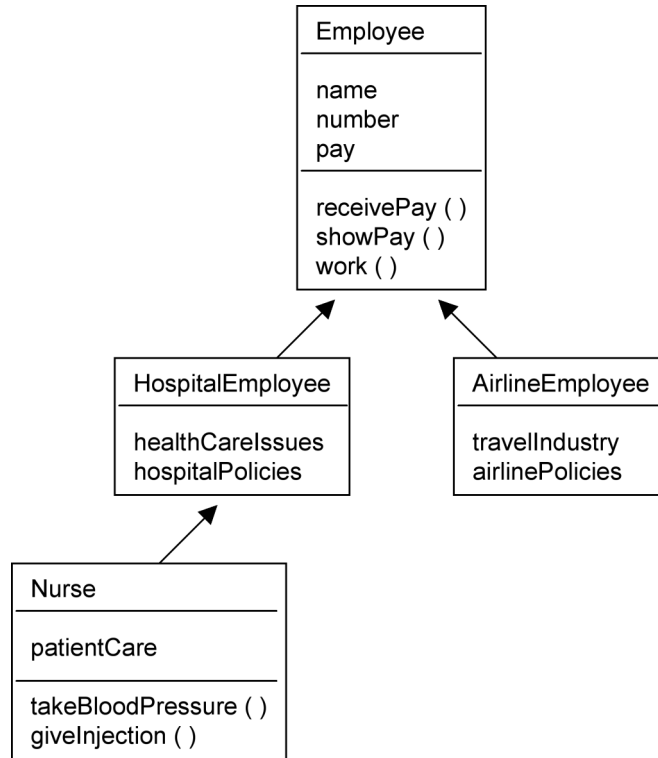 Employee
name
number
pay
receivePay ( )
showPay ( )
work ( )
HospitalEmployee
healthCareIssues
hospitalPolicies
AirlineEmployee
travelIndustry
airlinePolicies
Nurse
patientCare
takeBloodPressure ( )
giveInjection ( )